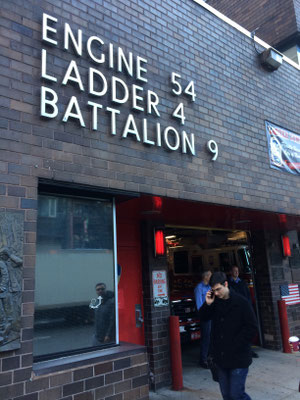 ENGINE 54
LADDER 4
BATTALION 9